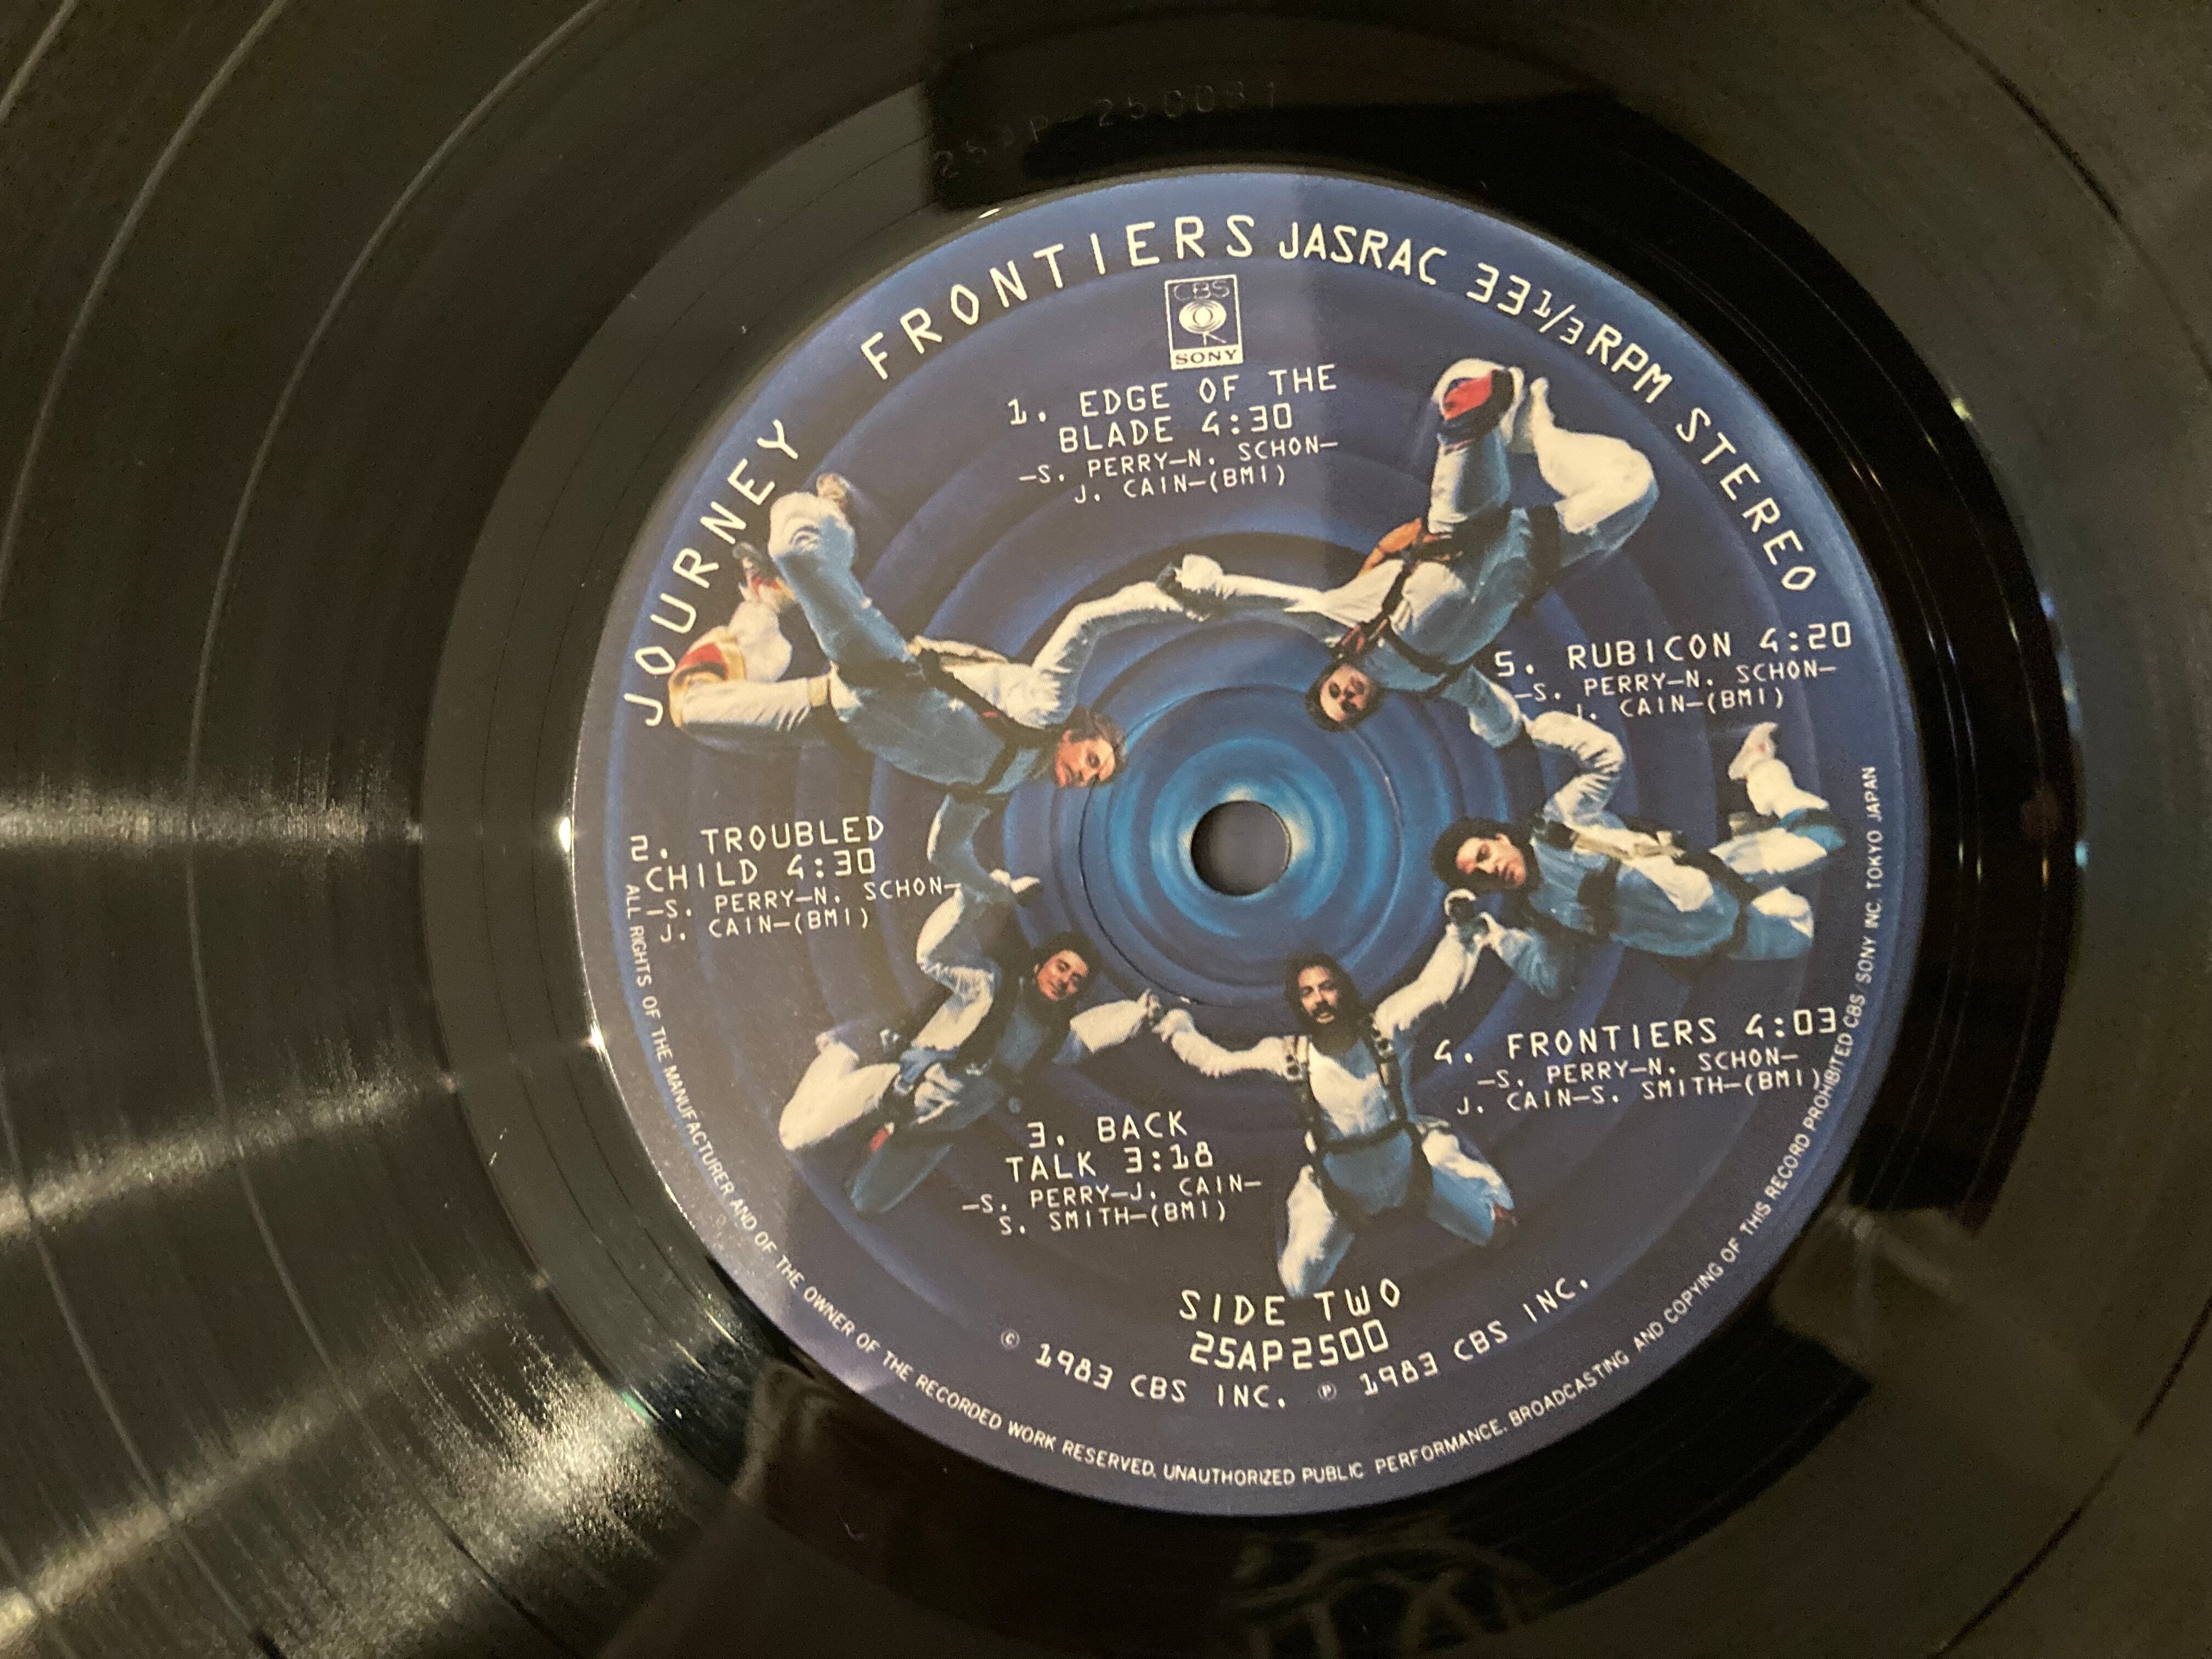 25AP 2500B1
JOURNEY FRONTIERS JASRAC 33 1/3 RPM STEREO
CBS
SONY
1. EDGE OF THE
BLADE 4:30
—S. PERRY—N. SCHON—
J. CAIN—(BMI)
5. RUBICON 4:20
—S. PERRY—N. SCHON—
J. CAIN—(BMI)
2. TROUBLED
CHILD 4:30
—S. PERRY—N. SCHON—
J. CAIN—(BMI)
4. FRONTIERS 4:03
—S. PERRY—N. SCHON—
J. CAIN—S. SMITH—(BMI)
3. BACK
TALK 3:18
—S. PERRY—J. CAIN—
S. SMITH—(BMI)
SIDE TWO
25AP2500
© 1983 CBS INC. ℗ 1983 CBS INC.
ALL RIGHTS OF THE MANUFACTURER AND OF THE OWNER OF THE RECORDED WORK RESERVED. UNAUTHORIZED PUBLIC PERFORMANCE. BROADCASTING AND COPYING OF THIS RECORD PROHIBITED CBS/SONY INC. TOKYO JAPAN